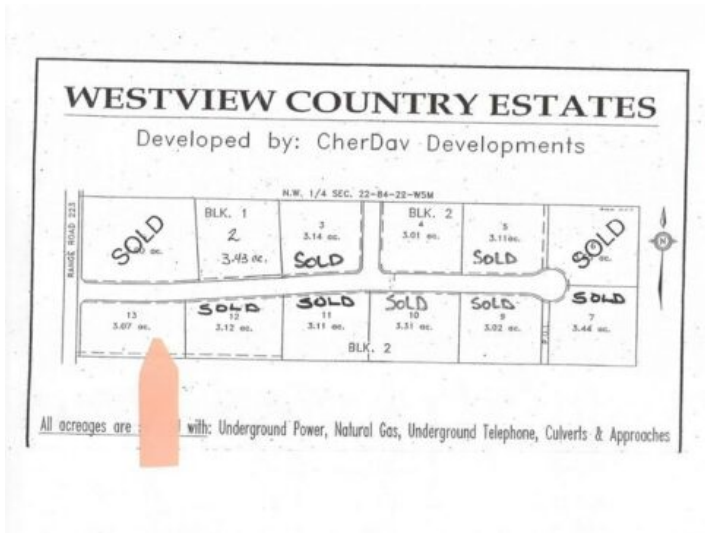 WESTVIEW COUNTRY ESTATES
Developed by: CherDav Developments
N.W. 1/4 SEC. 22-84-22-W5M
RANGE ROAD 223
SOLD
ac.
BLK. 1
2
3.43 ac.
3
3.14 ac.
SOLD
BLK. 2
4
3.01 ac.
5
3.11ac.
SOLD
6
SOLD
ac.
N
13
3.07 ac.
SOLD
12
3.12 ac.
SOLD
11
3.11 ac.
SOLD
10
3.31 ac.
SOLD
9
3.02 ac.
SOLD
7
3.44 ac.
BLK. 2
All acreages are with: Underground Power, Natural Gas, Underground Telephone, Culverts & Approaches